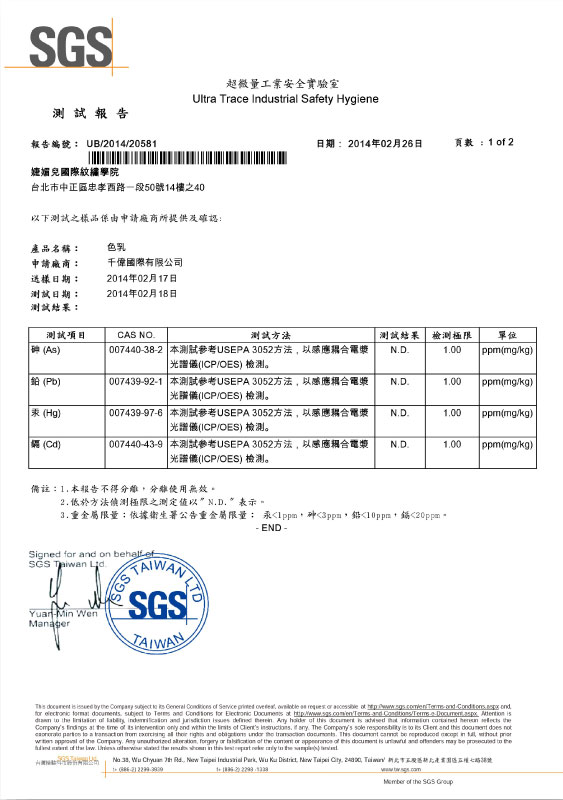 SGS
超微量工業安全實驗室
Ultra Trace Industrial Safety Hygiene
測 試 報 告
報告編號： UB/2014/20581 日期： 2014年02月26日 頁數 ：1 of 2
婕媚兒國際紋繡學院
台北市中正區忠孝西路一段50號14樓之40
以下測試之樣品係由申請廠商所提供及確認:
產品名稱： 色乳
申請廠商： 千偉國際有限公司
送樣日期： 2014年02月17日
測試日期： 2014年02月18日
測試結果：
測試項目 CAS NO. 測試方法 測試結果 檢測極限 單位
砷 (As) 007440-38-2 本測試參考USEPA 3052方法，以感應耦合電漿 N.D. 1.00 ppm(mg/kg)
光譜儀(ICP/OES) 檢測。
鉛 (Pb) 007439-92-1 本測試參考USEPA 3052方法，以感應耦合電漿 N.D. 1.00 ppm(mg/kg)
光譜儀(ICP/OES) 檢測。
汞 (Hg) 007439-97-6 本測試參考USEPA 3052方法，以感應耦合電漿 N.D. 1.00 ppm(mg/kg)
光譜儀(ICP/OES) 檢測。
鎘 (Cd) 007440-43-9 本測試參考USEPA 3052方法，以感應耦合電漿 N.D. 1.00 ppm(mg/kg)
光譜儀(ICP/OES) 檢測。
備註：1.本報告不得分離，分離使用無效。
2.低於方法偵測極限之測定值以"N.D."表示。
3.重金屬限量：依據衛生署公告重金屬限量： 汞<1ppm，砷<3ppm，鉛<10ppm，鎘<20ppm。
- END -
Signed for and on behalf of
SGS Taiwan Ltd.
Yuan-Min Wen
Manager
SGS TAIWAN LTD
SGS
TAIWAN
This document is issued by the Company subject to its General Conditions of Service printed overleaf, available on request or accessible at http://www.sgs.com/en/Terms-and-Conditions.aspx and,
for electronic format documents, subject to Terms and Conditions for Electronic Documents at http://www.sgs.com/en/Terms-and-Conditions/Terms-e-Document.aspx. Attention is
drawn to the limitation of liability, indemnification and jurisdiction issues defined therein. Any holder of this document is advised that information contained hereon reflects the
Company's findings at the time of its intervention only and within the limits of Client's instructions, if any. The Company's sole responsibility is to its Client and this document does not
exonerate parties to a transaction from exercising all their rights and obligations under the transaction documents. This document cannot be reproduced except in full, without prior
written approval of the Company. Any unauthorized alteration, forgery or falsification of the content or appearance of this document is unlawful and offenders may be prosecuted to the
fullest extent of the law. Unless otherwise stated the results shown in this test report refer only to the sample(s) tested.
SGS Taiwan Ltd.
台灣檢驗科技股份有限公司
No.38, Wu Chyuan 7th Rd., New Taipei Industrial Park, Wu Ku District, New Taipei City, 24890, Taiwan/ 新北市五股區新北產業園區五權七路38號
t+ (886-2) 2299-3939 f+ (886-2) 2298-1338 www.tw.sgs.com
Member of the SGS Group